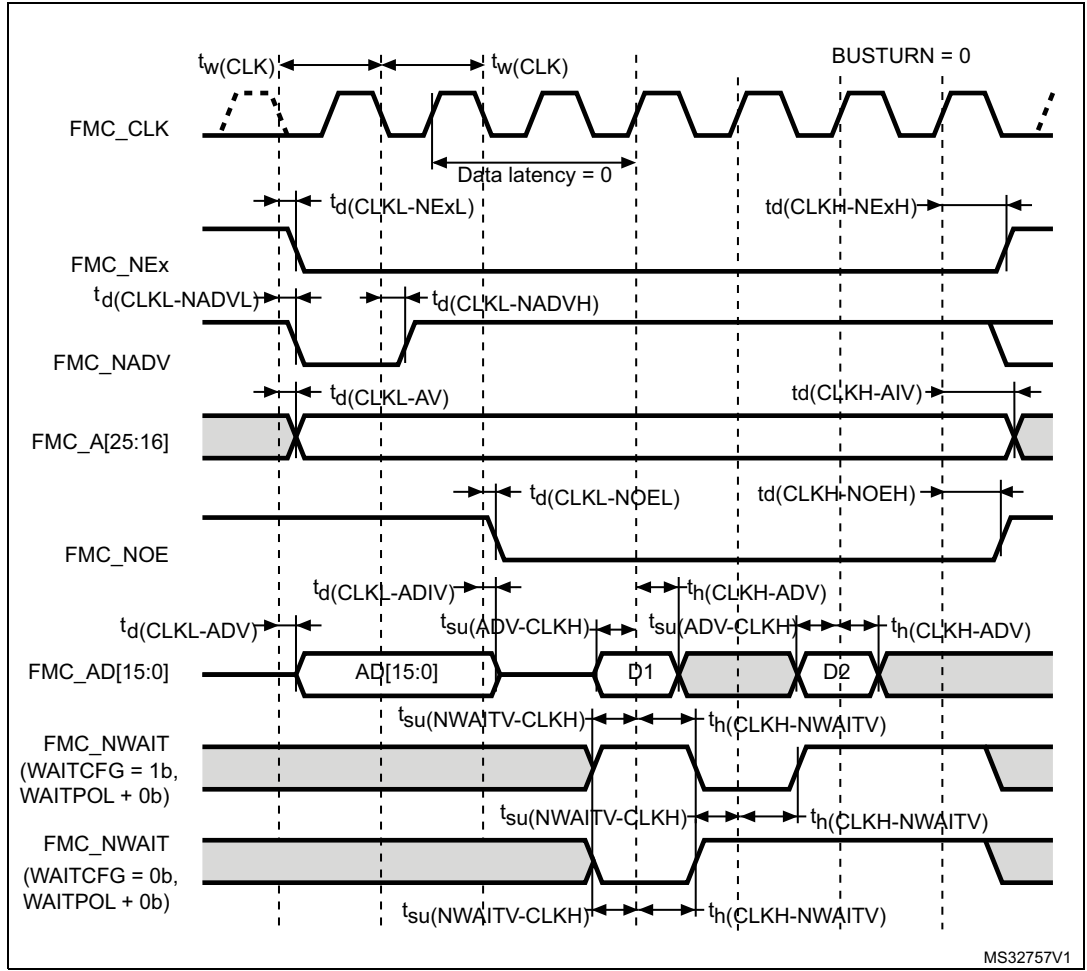 BUSTURN = 0
tw(CLK) tw(CLK)
FMC_CLK
Data latency = 0
td(CLKL-NExL) td(CLKH-NExH)
FMC_NEx
td(CLKL-NADVL) td(CLKL-NADVH)
FMC_NADV
td(CLKL-AV) td(CLKH-AIV)
FMC_A[25:16]
td(CLKL-NOEL) td(CLKH-NOEH)
FMC_NOE
td(CLKL-ADIV) th(CLKH-ADV)
td(CLKL-ADV) tsu(ADV-CLKH) tsu(ADV-CLKH) th(CLKH-ADV)
FMC_AD[15:0] AD[15:0] D1 D2
tsu(NWAITV-CLKH) th(CLKH-NWAITV)
FMC_NWAIT
(WAITCFG = 1b,
WAITPOL + 0b)
tsu(NWAITV-CLKH) th(CLKH-NWAITV)
FMC_NWAIT
(WAITCFG = 0b,
WAITPOL + 0b)
tsu(NWAITV-CLKH) th(CLKH-NWAITV)
MS32757V1